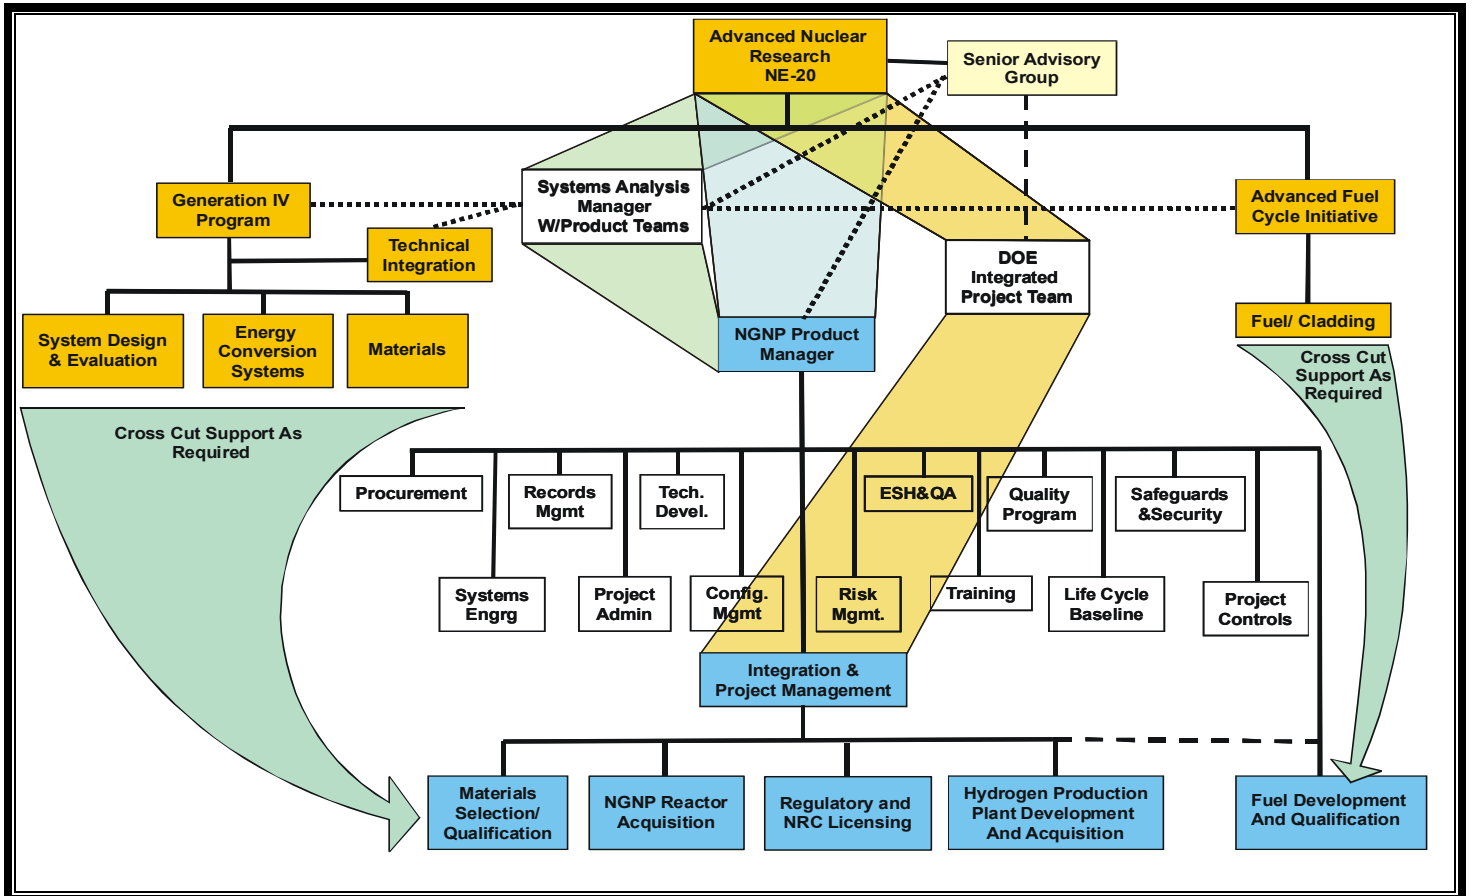 Advanced Nuclear
Research
NE-20
Senior Advisory
Group
Systems Analysis
Manager
W/Product Teams
Generation IV
Program
Advanced Fuel
Cycle Initiative
Technical
Integration
DOE
Integrated
Project Team
System Design
& Evaluation
Energy
Conversion
Systems
Materials
NGNP Product
Manager
Fuel/ Cladding
Cross Cut
Support As
Required
Cross Cut Support As
Required
Procurement
Records
Mgmt
Tech.
Devel.
ESH&QA
Quality
Program
Safeguards
&Security
Systems
Engrg
Project
Admin
Config.
Mgmt
Risk
Mgmt.
Training
Life Cycle
Baseline
Project
Controls
Integration &
Project Management
Materials
Selection/
Qualification
NGNP Reactor
Acquisition
Regulatory and
NRC Licensing
Hydrogen Production
Plant Development
And Acquisition
Fuel Development
And Qualification